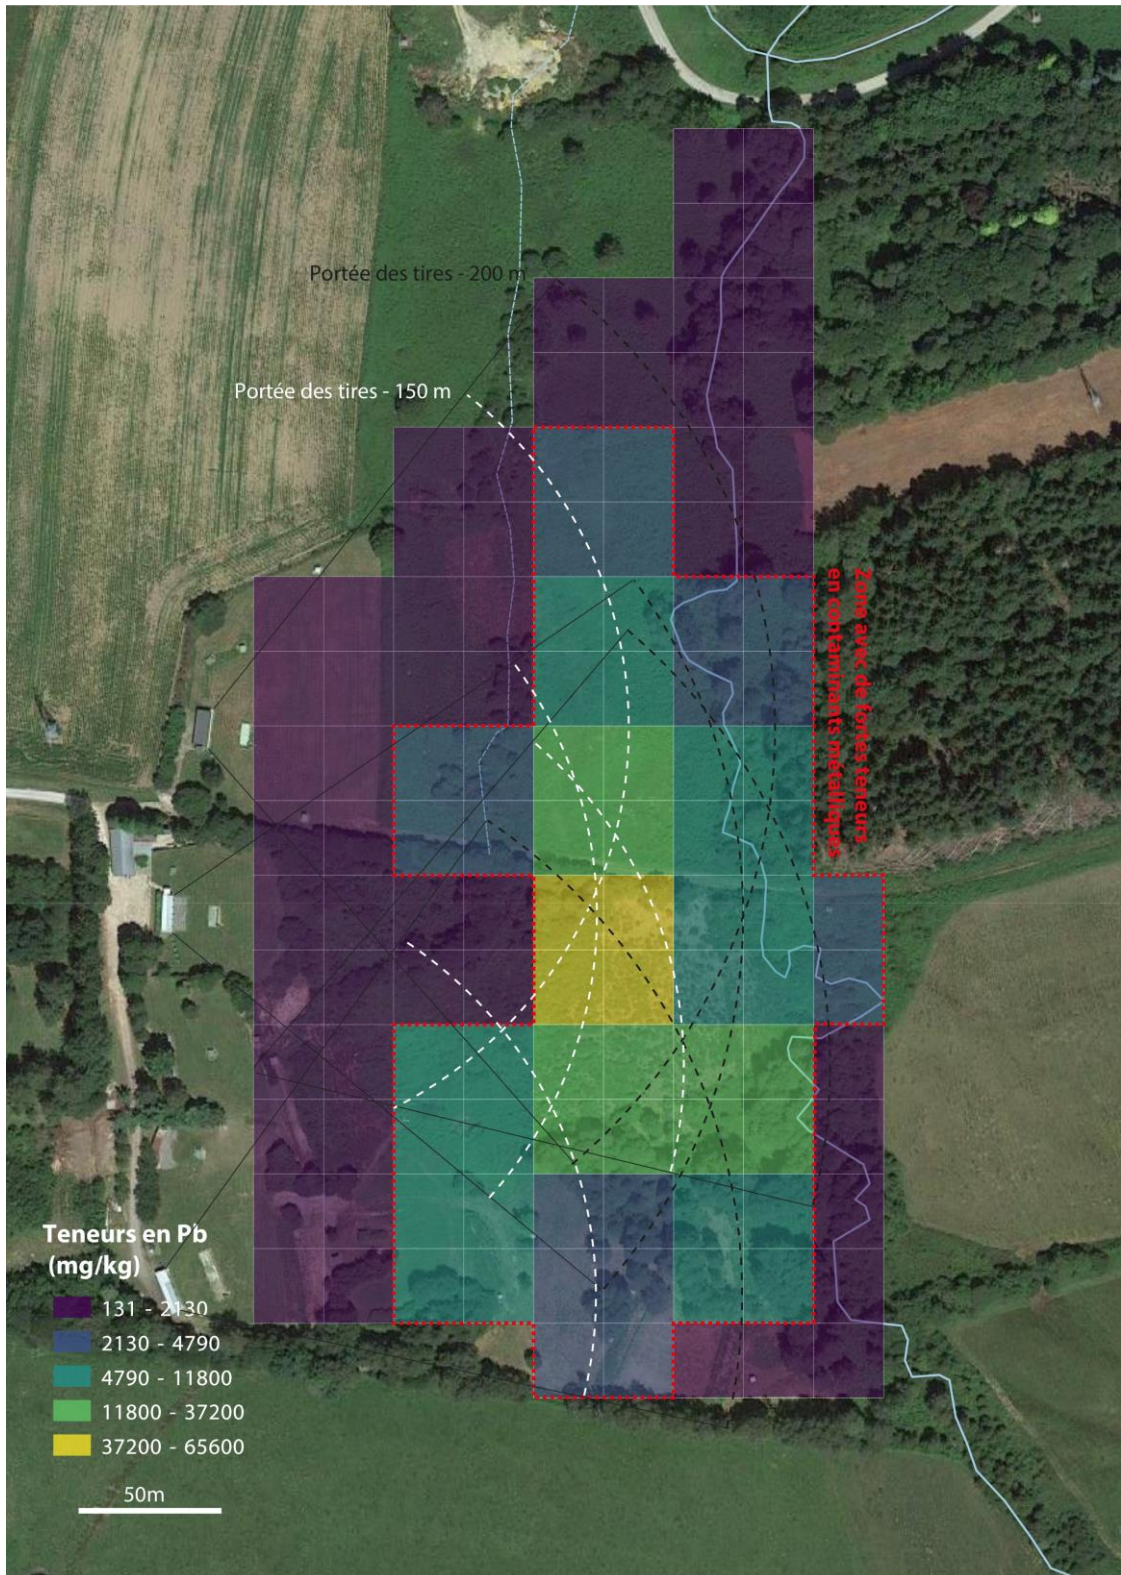 Portée des tires - 200 m
Portée des tires - 150 m
Zone avec de fortes teneurs
en contaminants métalliques
Teneurs en Pb
(mg/kg)
131 - 2130
2130 - 4790
4790 - 11800
11800 - 37200
37200 - 65600
50m